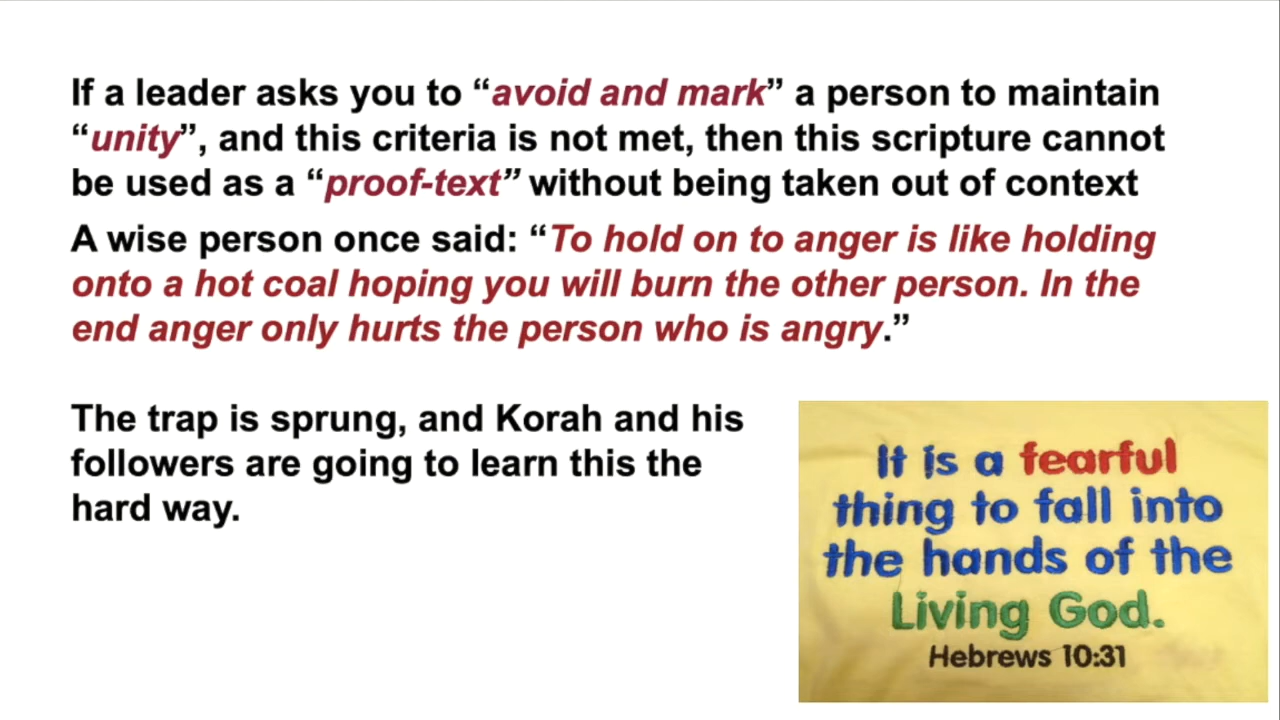 If a leader asks you to “avoid and mark” a person to maintain
“unity”, and this criteria is not met, then this scripture cannot
be used as a “proof-text” without being taken out of context
A wise person once said: “To hold on to anger is like holding
onto a hot coal hoping you will burn the other person. In the
end anger only hurts the person who is angry.”
The trap is sprung, and Korah and his
followers are going to learn this the
hard way.
It is a fearful
thing to fall into
the hands of the
Living God.
Hebrews 10:31